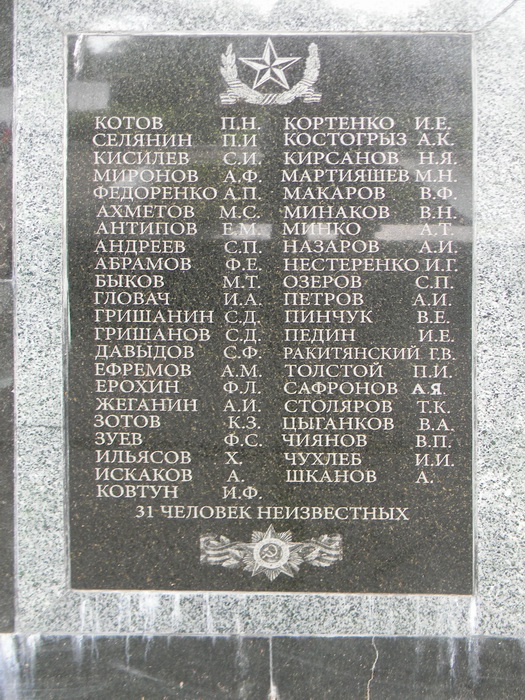 КОТОВ П.Н. КОРТЕНКО И.Е.
СЕЛЯНИН П.И КОСТОГРЫЗ А.К.
КИСИЛЕВ С.И. КИРСАНОВ Н.Я.
МИРОНОВ А.Ф. МАРТИЯШЕВ М.Н.
ФЕДОРЕНКО А.П. МАКАРОВ В.Ф.
АХМЕТОВ М.С. МИНАКОВ В.Н.
АНТИПОВ Е.М. МИНКО А.Т.
АНДРЕЕВ С.П. НАЗАРОВ А.И.
АБРАМОВ Ф.Е. НЕСТЕРЕНКО И.Г.
БЫКОВ М.Т. ОЗЕРОВ С.П.
ГЛОВАЧ И.А. ПЕТРОВ А.И.
ГРИШАНИН С.Д. ПИНЧУК В.Е.
ГРИШАНОВ С.Д. ПЕДИН И.Е.
ДАВЫДОВ С.Ф. РАКИТЯНСКИЙ Г.В.
ЕФРЕМОВ А.М. ТОЛСТОЙ П.И.
ЕРОХИН Ф.Л. САФРОНОВ А.Я.
ЖЕГАНИН А.И. СТОЛЯРОВ Т.К.
ЗОТОВ К.З. ЦЫГАНКОВ В.А.
ЗУЕВ Ф.С. ЧИЯНОВ В.П.
ИЛЬЯСОВ Х. ЧУХЛЕБ И.И.
ИСКАКОВ А. ШКАНОВ А.
КОВТУН И.Ф.
31 ЧЕЛОВЕК НЕИЗВЕСТНЫХ